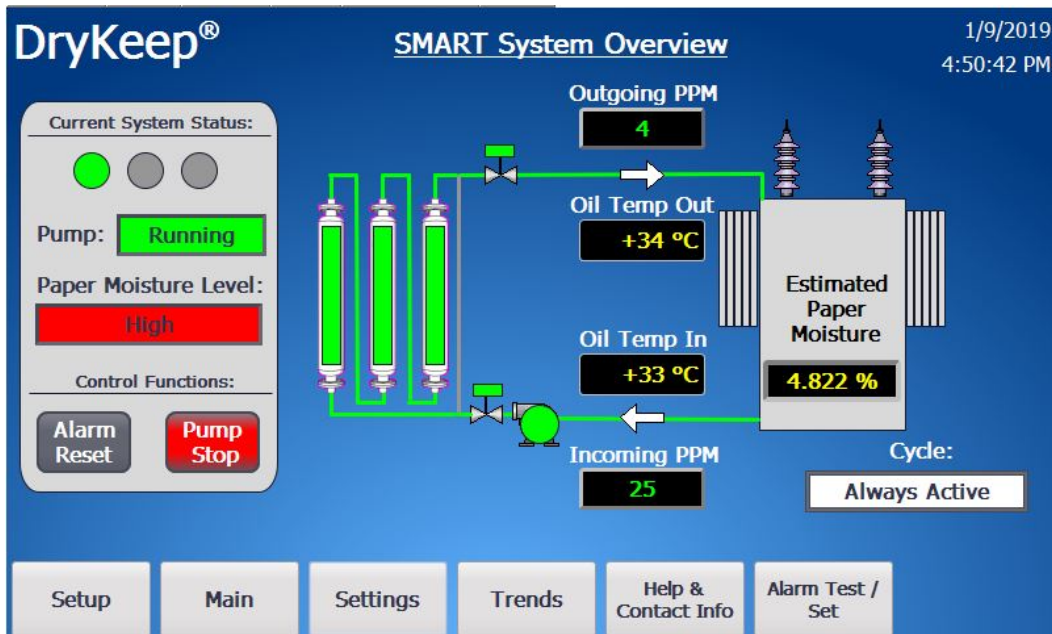 DryKeep®
SMART System Overview
1/9/2019
4:50:42 PM
Current System Status:
Pump:
Running
Paper Moisture Level:
High
Control Functions:
Alarm
Reset
Pump
Stop
Outgoing PPM
4
Oil Temp Out
+34 ºC
Oil Temp In
+33 ºC
Incoming PPM
25
Estimated
Paper
Moisture
4.822 %
Cycle:
Always Active
Setup
Main
Settings
Trends
Help &
Contact Info
Alarm Test /
Set